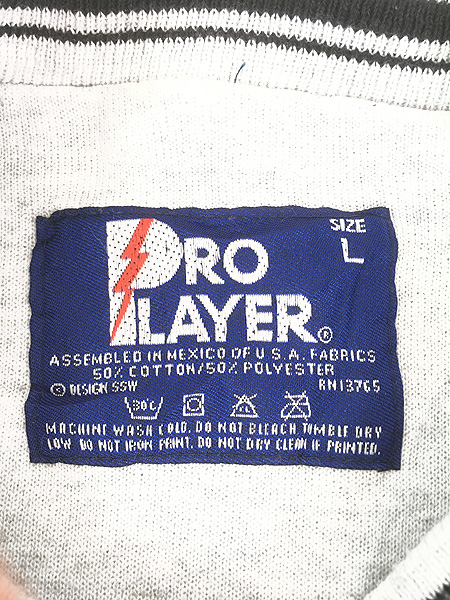 SIZE
L
PRO
PLAYER®
ASSEMBLED IN MEXICO OF U.S.A. FABRICS
50% COTTON/50% POLYESTER
© DESIGN SSW RN13765
30°C
MACHINE WASH COLD. DO NOT BLEACH TUMBLE DRY
LOW. DO NOT IRON PRINT. DO NOT DRY CLEAN IF PRINTED.